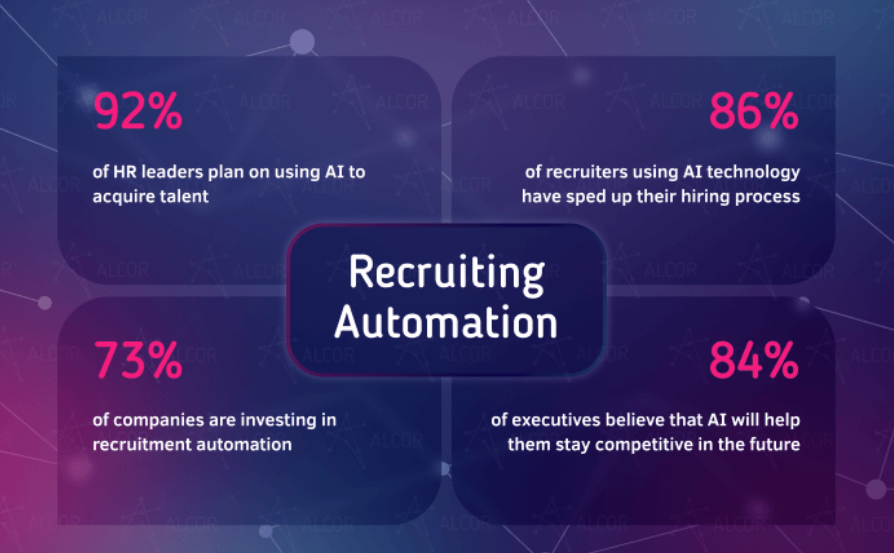 92%
of HR leaders plan on using AI to
acquire talent
86%
of recruiters using AI technology
have sped up their hiring process
Recruiting
Automation
73%
of companies are investing in
recruitment automation
84%
of executives believe that AI will help
them stay competitive in the future
ALCOR